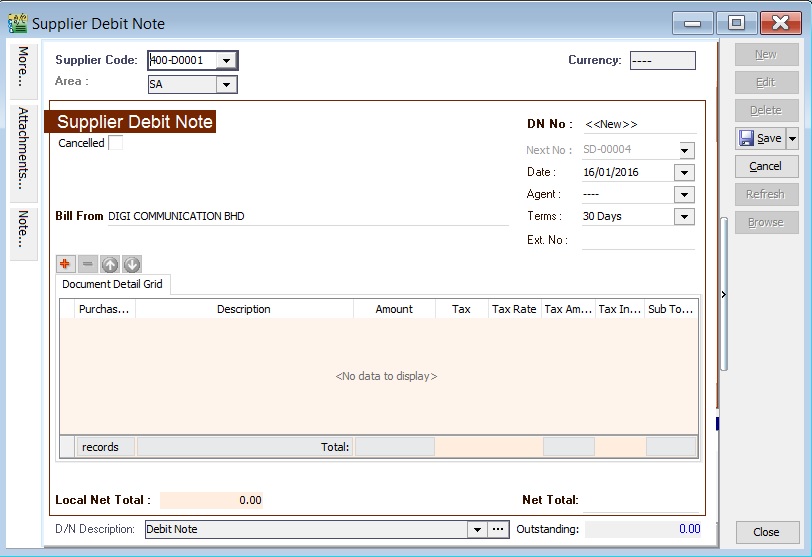 Supplier Debit Note
More...
Attachments...
Note...
Supplier Code: 400-D0001 Currency: ----
Area : SA
Supplier Debit Note
Cancelled
DN No : <<New>>
Next No : SD-00004
Date : 16/01/2016
Agent : ----
Bill From DIGI COMMUNICATION BHD Terms : 30 Days
Ext. No :
Document Detail Grid
Purchas... Description Amount Tax Tax Rate Tax Am... Tax In... Sub To...
<No data to display>
records Total:
Local Net Total : 0.00 Net Total:
D/N Description: Debit Note Outstanding: 0.00
New
Edit
Delete
Save
Cancel
Refresh
Browse
Close